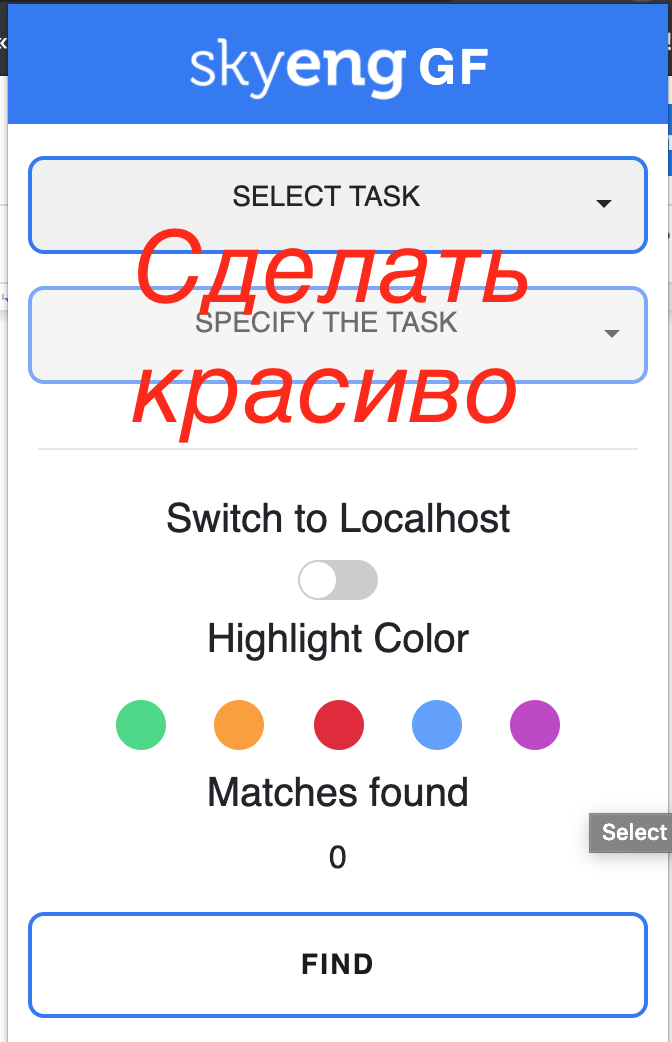 skyeng GF
SELECT TASK
Сделать
SPECIFY THE TASK
красиво
Switch to Localhost
Highlight Color
Matches found
Select
0
FIND